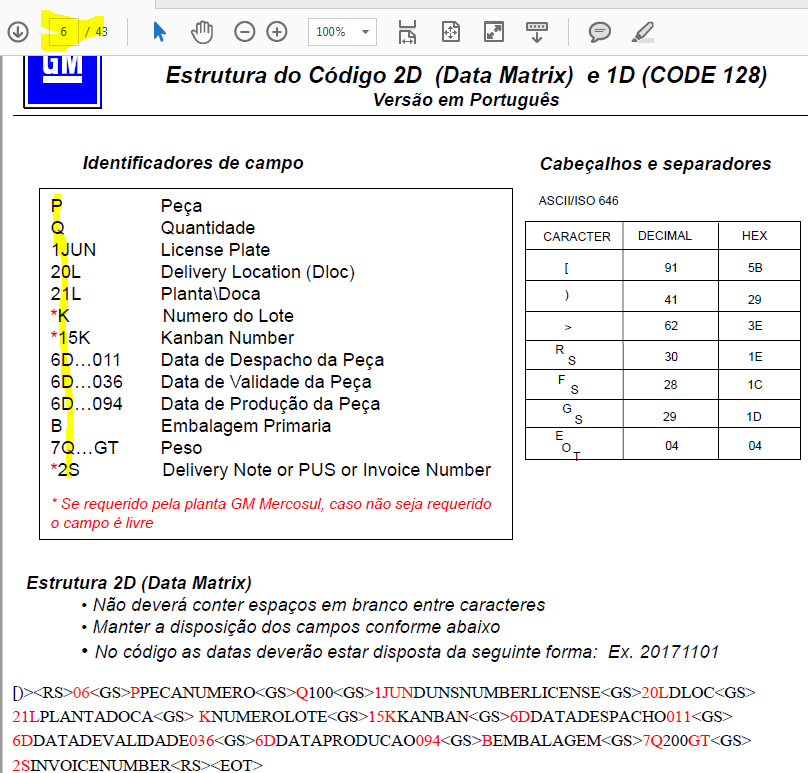 6 / 43
100%
GM
Estrutura do Código 2D (Data Matrix) e 1D (CODE 128)
Versão em Português
Identificadores de campo
P Peça
Q Quantidade
1JUN License Plate
20L Delivery Location (Dloc)
21L Planta\Doca
*K Numero do Lote
*15K Kanban Number
6D...011 Data de Despacho da Peça
6D...036 Data de Validade da Peça
6D...094 Data de Produção da Peça
B Embalagem Primaria
7Q...GT Peso
*2S Delivery Note or PUS or Invoice Number
* Se requerido pela planta GM Mercosul, caso não seja requerido
o campo é livre
Cabeçalhos e separadores
ASCII/ISO 646
CARACTER DECIMAL HEX
[ 91 5B
) 41 29
> 62 3E
RS 30 1E
FS 28 1C
GS 29 1D
EOT 04 04
Estrutura 2D (Data Matrix)
• Não deverá conter espaços em branco entre caracteres
• Manter a disposição dos campos conforme abaixo
• No código as datas deverão estar disposta da seguinte forma: Ex. 20171101
[)><RS>06<GS>PPECANUMERO<GS>Q100<GS>1JUNDUNSNUMBERLICENSE<GS>20LDLOC<GS>
21LPLANTADOCA<GS> KNUMEROLOTE<GS>15KKANBAN<GS>6DDATADESPACHO011<GS>
6DDATADEVALIDADE036<GS>6DDATAPRODUCAO094<GS>BEMBALAGEM<GS>7Q200GT<GS>
2SINVOICENUMBER<RS><EOT>